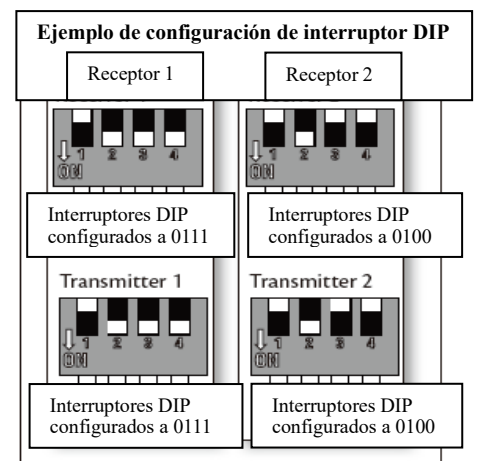 Ejemplo de configuración de interruptor DIP
Receptor 1
Receptor 2
1 2 3 4
ON
1 2 3 4
ON
Interruptores DIP
configurados a 0111
Interruptores DIP
configurados a 0100
Transmitter 1
Transmitter 2
1 2 3 4
ON
1 2 3 4
ON
Interruptores DIP
configurados a 0111
Interruptores DIP
configurados a 0100